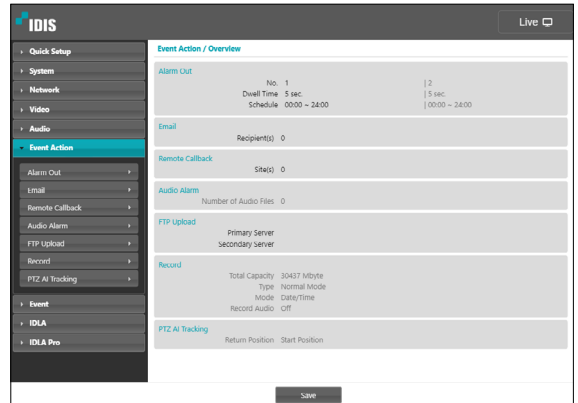 IDIS
Live
Quick Setup
System
Network
Video
Audio
Event Action
Alarm Out
Email
Remote Callback
Audio Alarm
FTP Upload
Record
PTZ AI Tracking
Event
IDLA
IDLA Pro
Event Action / Overview
Alarm Out
No. 1 | 2
Dwell Time 5 sec. | 5 sec.
Schedule 00:00 ~ 24:00 | 00:00 ~ 24:00
Email
Recipient(s) 0
Remote Callback
Site(s) 0
Audio Alarm
Number of Audio Files 0
FTP Upload
Primary Server
Secondary Server
Record
Total Capacity 30437 Mbyte
Type Normal Mode
Mode Date/Time
Record Audio Off
PTZ AI Tracking
Return Position Start Position
Save